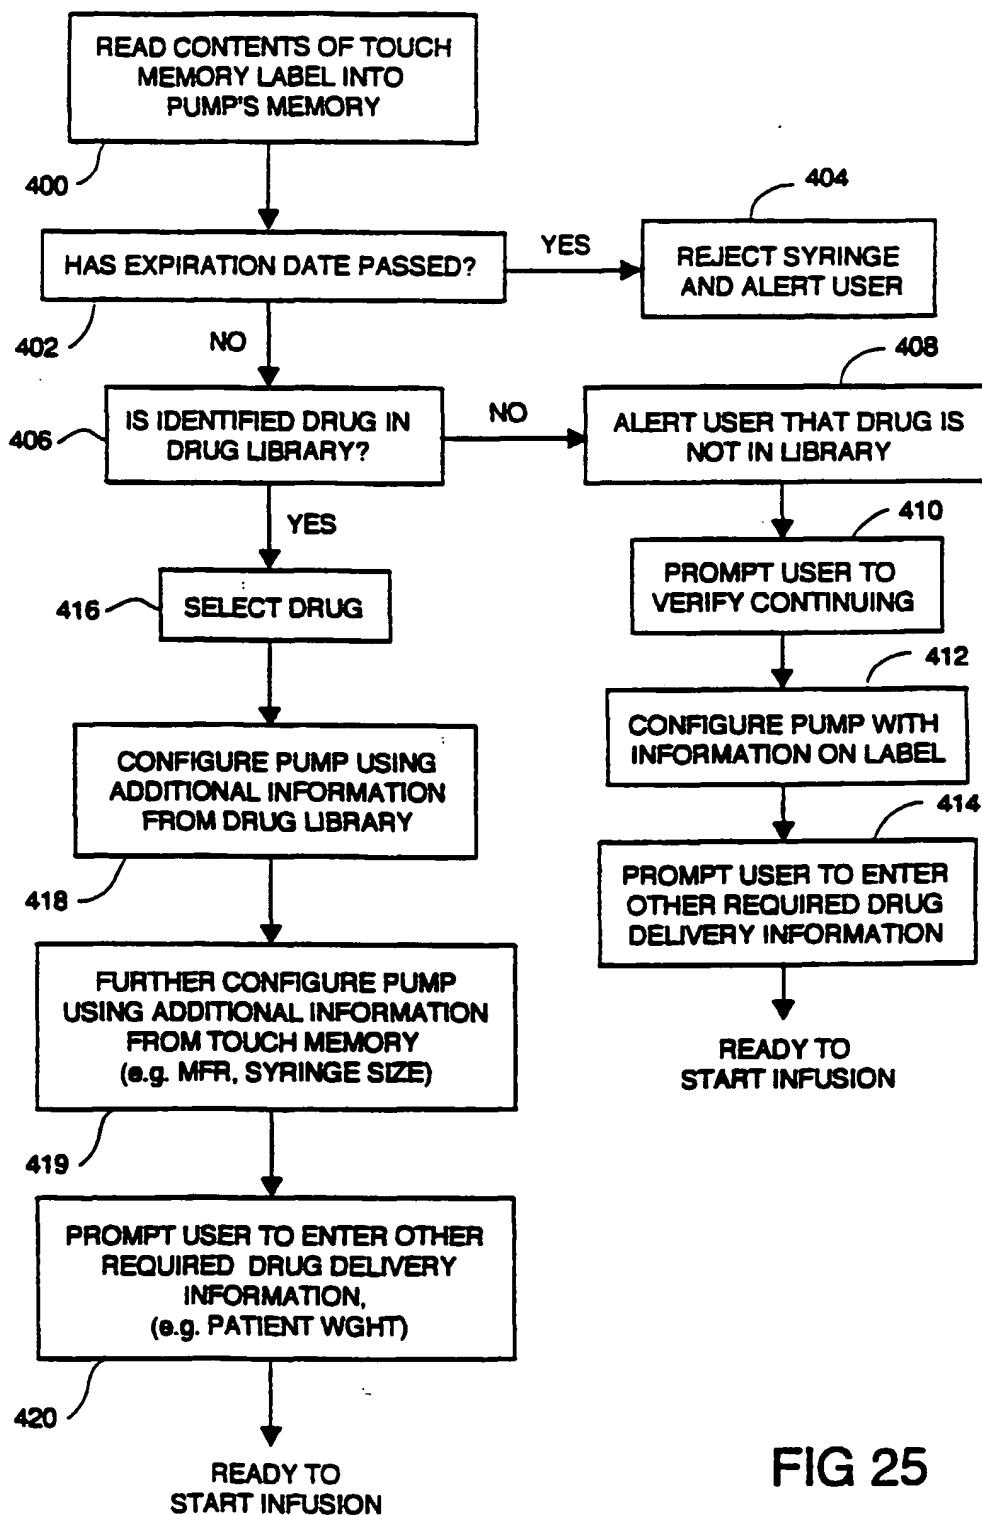 READ CONTENTS OF TOUCH
MEMORY LABEL INTO
PUMP'S MEMORY
400
404
HAS EXPIRATION DATE PASSED?
YES
REJECT SYRINGE
AND ALERT USER
402
NO
408
406
IS IDENTIFIED DRUG IN
DRUG LIBRARY?
NO
ALERT USER THAT DRUG IS
NOT IN LIBRARY
YES
410
416
SELECT DRUG
PROMPT USER TO
VERIFY CONTINUING
412
CONFIGURE PUMP USING
ADDITIONAL INFORMATION
FROM DRUG LIBRARY
CONFIGURE PUMP WITH
INFORMATION ON LABEL
414
418
PROMPT USER TO ENTER
OTHER REQUIRED DRUG
DELIVERY INFORMATION
FURTHER CONFIGURE PUMP
USING ADDITIONAL INFORMATION
FROM TOUCH MEMORY
(e.g. MFR, SYRINGE SIZE)
READY TO
START INFUSION
419
PROMPT USER TO ENTER OTHER
REQUIRED DRUG DELIVERY
INFORMATION,
(e.g. PATIENT WGHT)
420
READY TO
START INFUSION
FIG 25